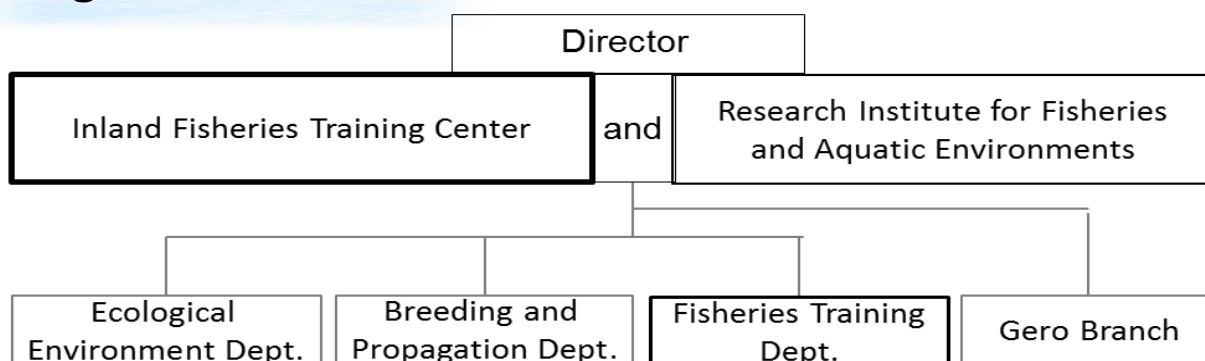 Director
Inland Fisheries Training Center
and
Research Institute for Fisheries
and Aquatic Environments
Ecological
Environment Dept.
Breeding and
Propagation Dept.
Fisheries Training
Dept.
Gero Branch